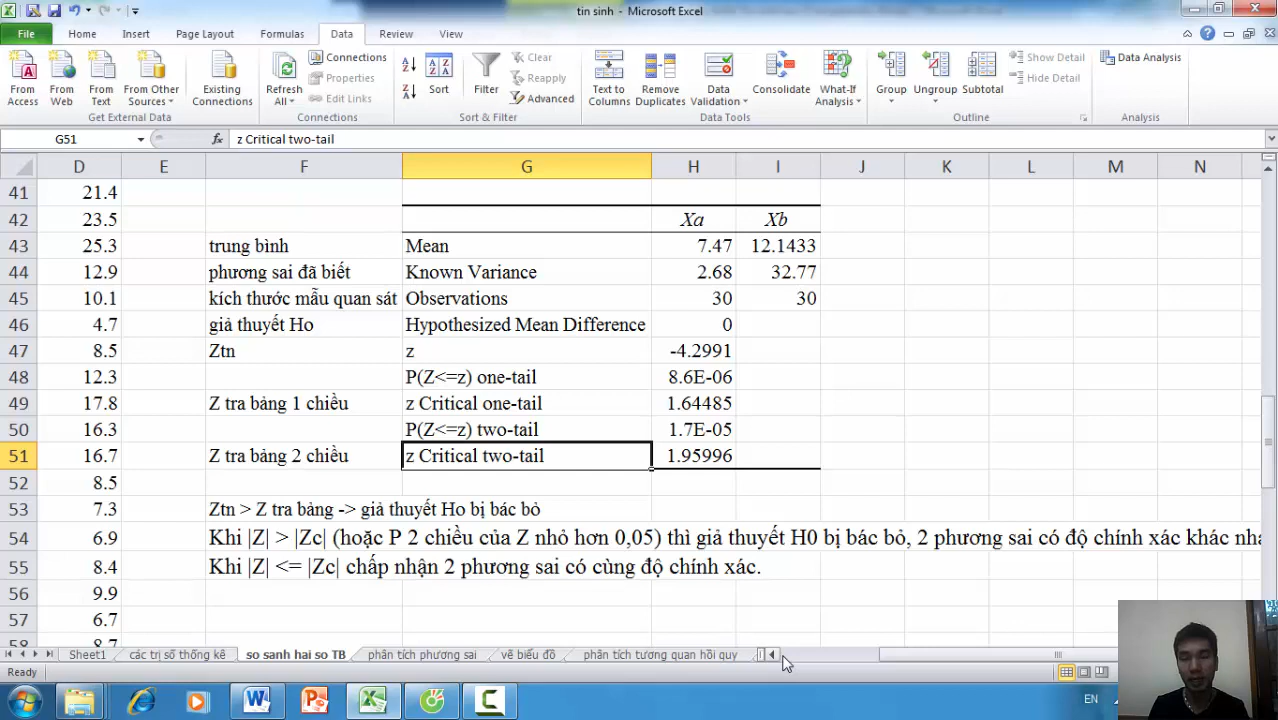 tin sinh - Microsoft Excel
File Home Insert Page Layout Formulas Data Review View
From Access
From Web
From Text
From Other Sources
Get External Data
Existing Connections
Refresh All
Connections
Properties
Edit Links
Connections
Sort
Filter
Clear
Reapply
Advanced
Sort & Filter
Text to Columns
Remove Duplicates
Data Validation
Consolidate
What-If Analysis
Data Tools
Group
Ungroup
Subtotal
Show Detail
Hide Detail
Outline
Data Analysis
Analysis
G51 fx z Critical two-tail
D E F G H I J K L M N
41 21.4
42 23.5 Xa Xb
43 25.3 trung bình Mean 7.47 12.1433
44 12.9 phương sai đã biết Known Variance 2.68 32.77
45 10.1 kích thước mẫu quan sát Observations 30 30
46 4.7 giả thuyết Ho Hypothesized Mean Difference 0
47 8.5 Ztn z -4.2991
48 12.3 P(Z<=z) one-tail 8.6E-06
49 17.8 Z tra bảng 1 chiều z Critical one-tail 1.64485
50 16.3 P(Z<=z) two-tail 1.7E-05
51 16.7 Z tra bảng 2 chiều z Critical two-tail 1.95996
52 8.5
53 7.3 Ztn > Z tra bảng -> giả thuyết Ho bị bác bỏ
54 6.9 Khi |Z| > |Zc| (hoặc P 2 chiều của Z nhỏ hơn 0,05) thì giả thuyết H0 bị bác bỏ, 2 phương sai có độ chính xác khác nha
55 8.4 Khi |Z| <= |Zc| chấp nhận 2 phương sai có cùng độ chính xác.
56 9.9
57 6.7
58 8.7
Sheet1 các trị số thống kê so sanh hai so TB phân tích phương sai vẽ biểu đồ phân tích tương quan hồi quy
Ready
EN